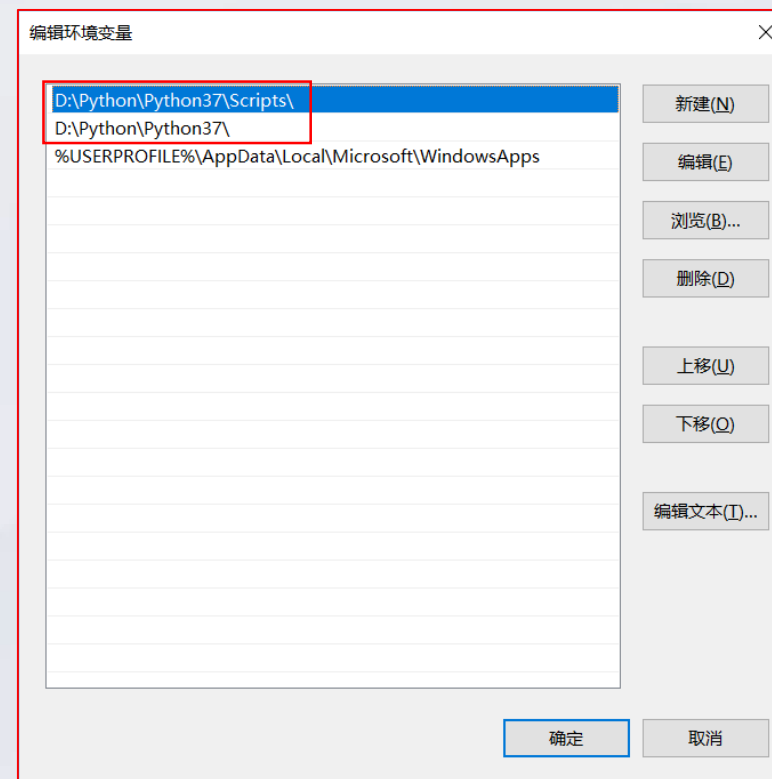 编辑环境变量
D:\Python\Python37\Scripts\
D:\Python\Python37\
%USERPROFILE%\AppData\Local\Microsoft\WindowsApps
新建(N)
编辑(E)
浏览(B)...
删除(D)
上移(U)
下移(O)
编辑文本(T)...
确定
取消